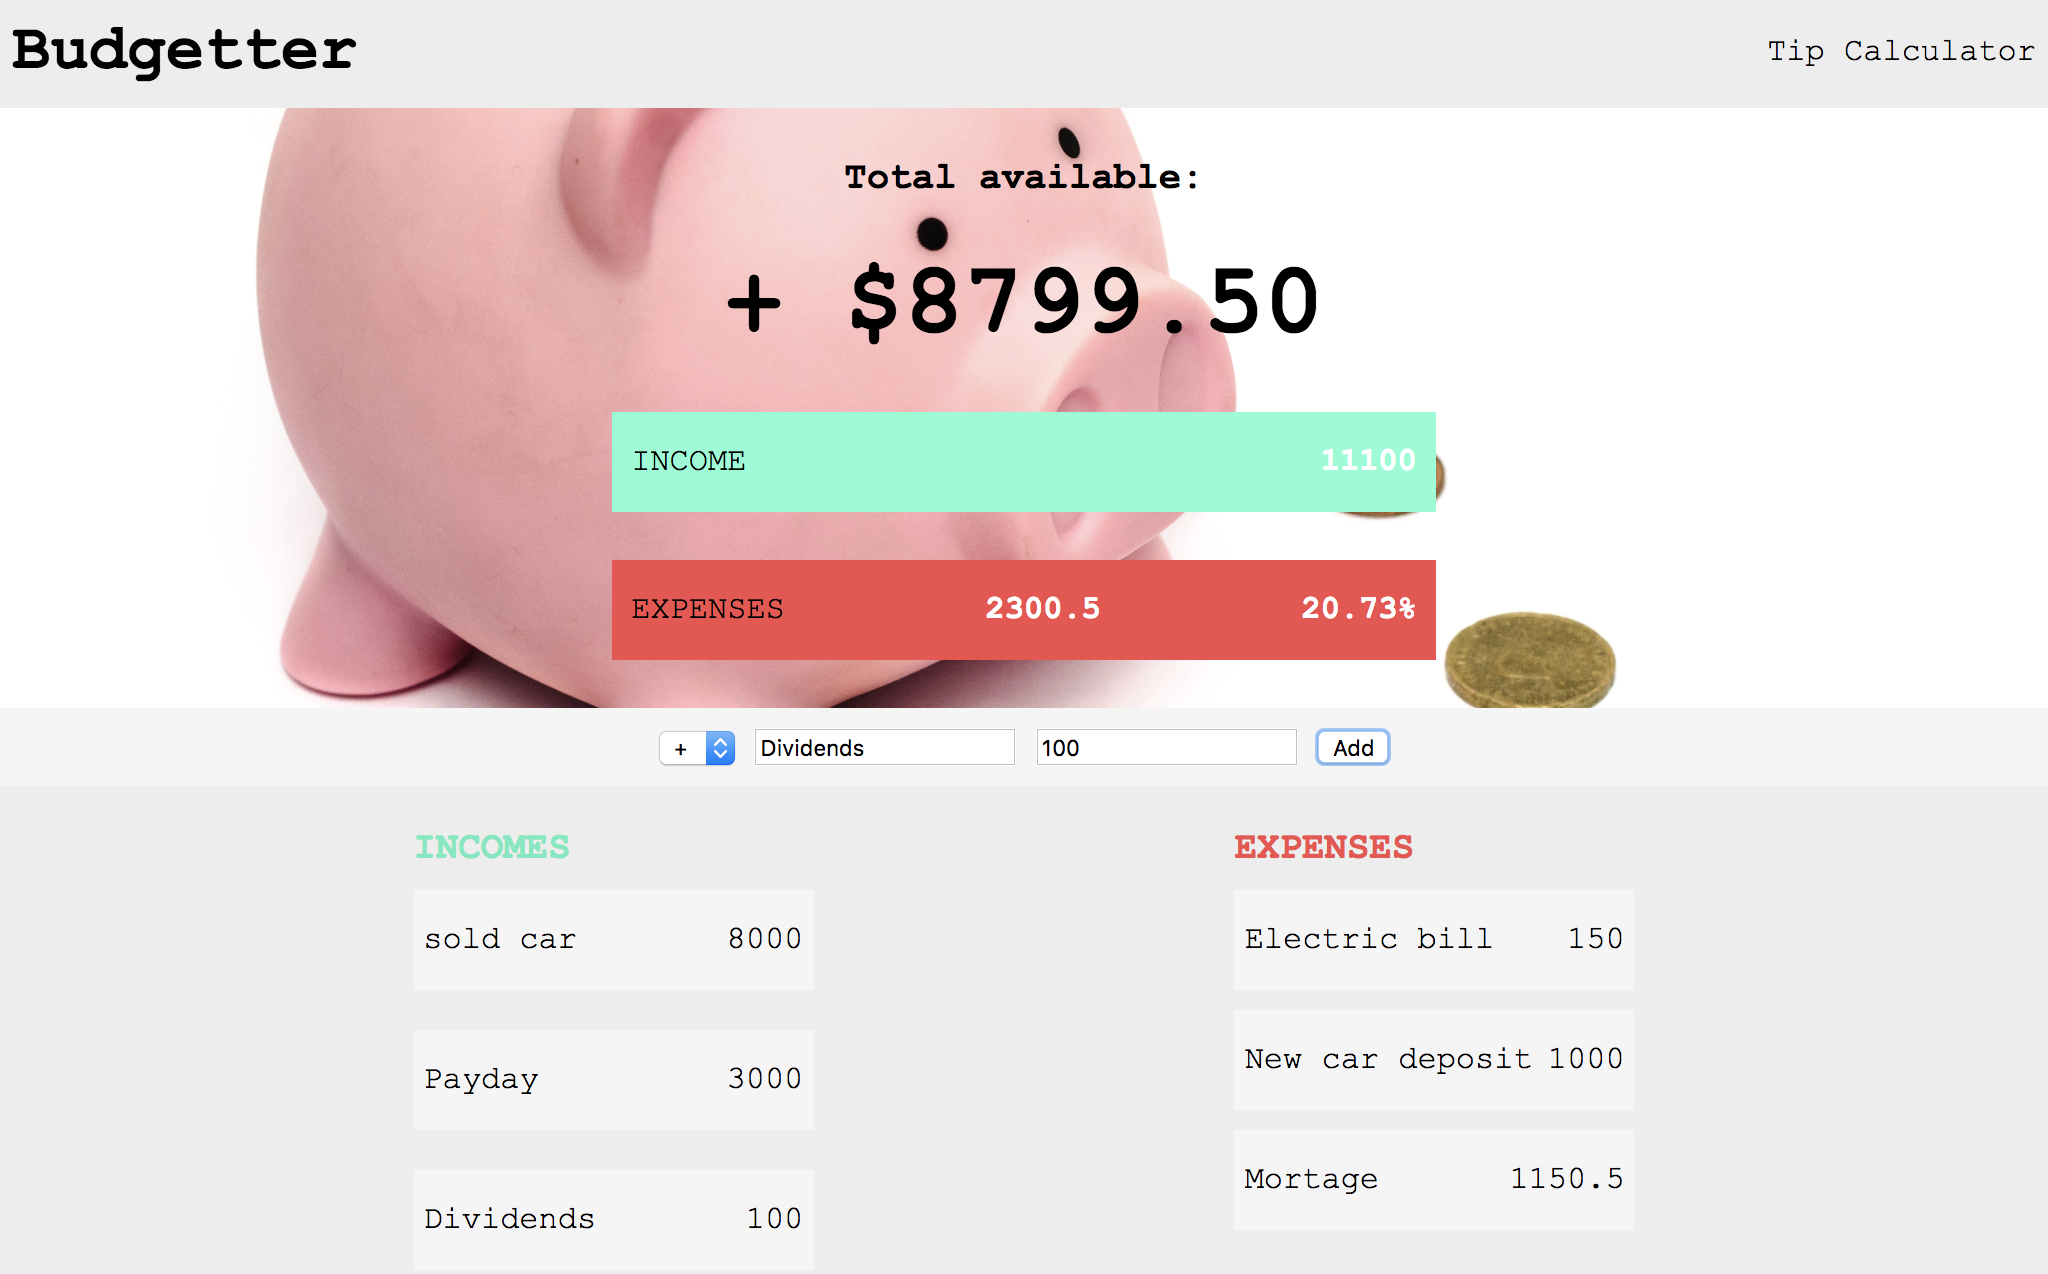 Budgetter
Tip Calculator
Total available:
+ $8799.50
INCOME 11100
EXPENSES 2300.5 20.73%
+ Dividends 100 Add
INCOMES
sold car 8000
Payday 3000
Dividends 100
EXPENSES
Electric bill 150
New car deposit 1000
Mortage 1150.5